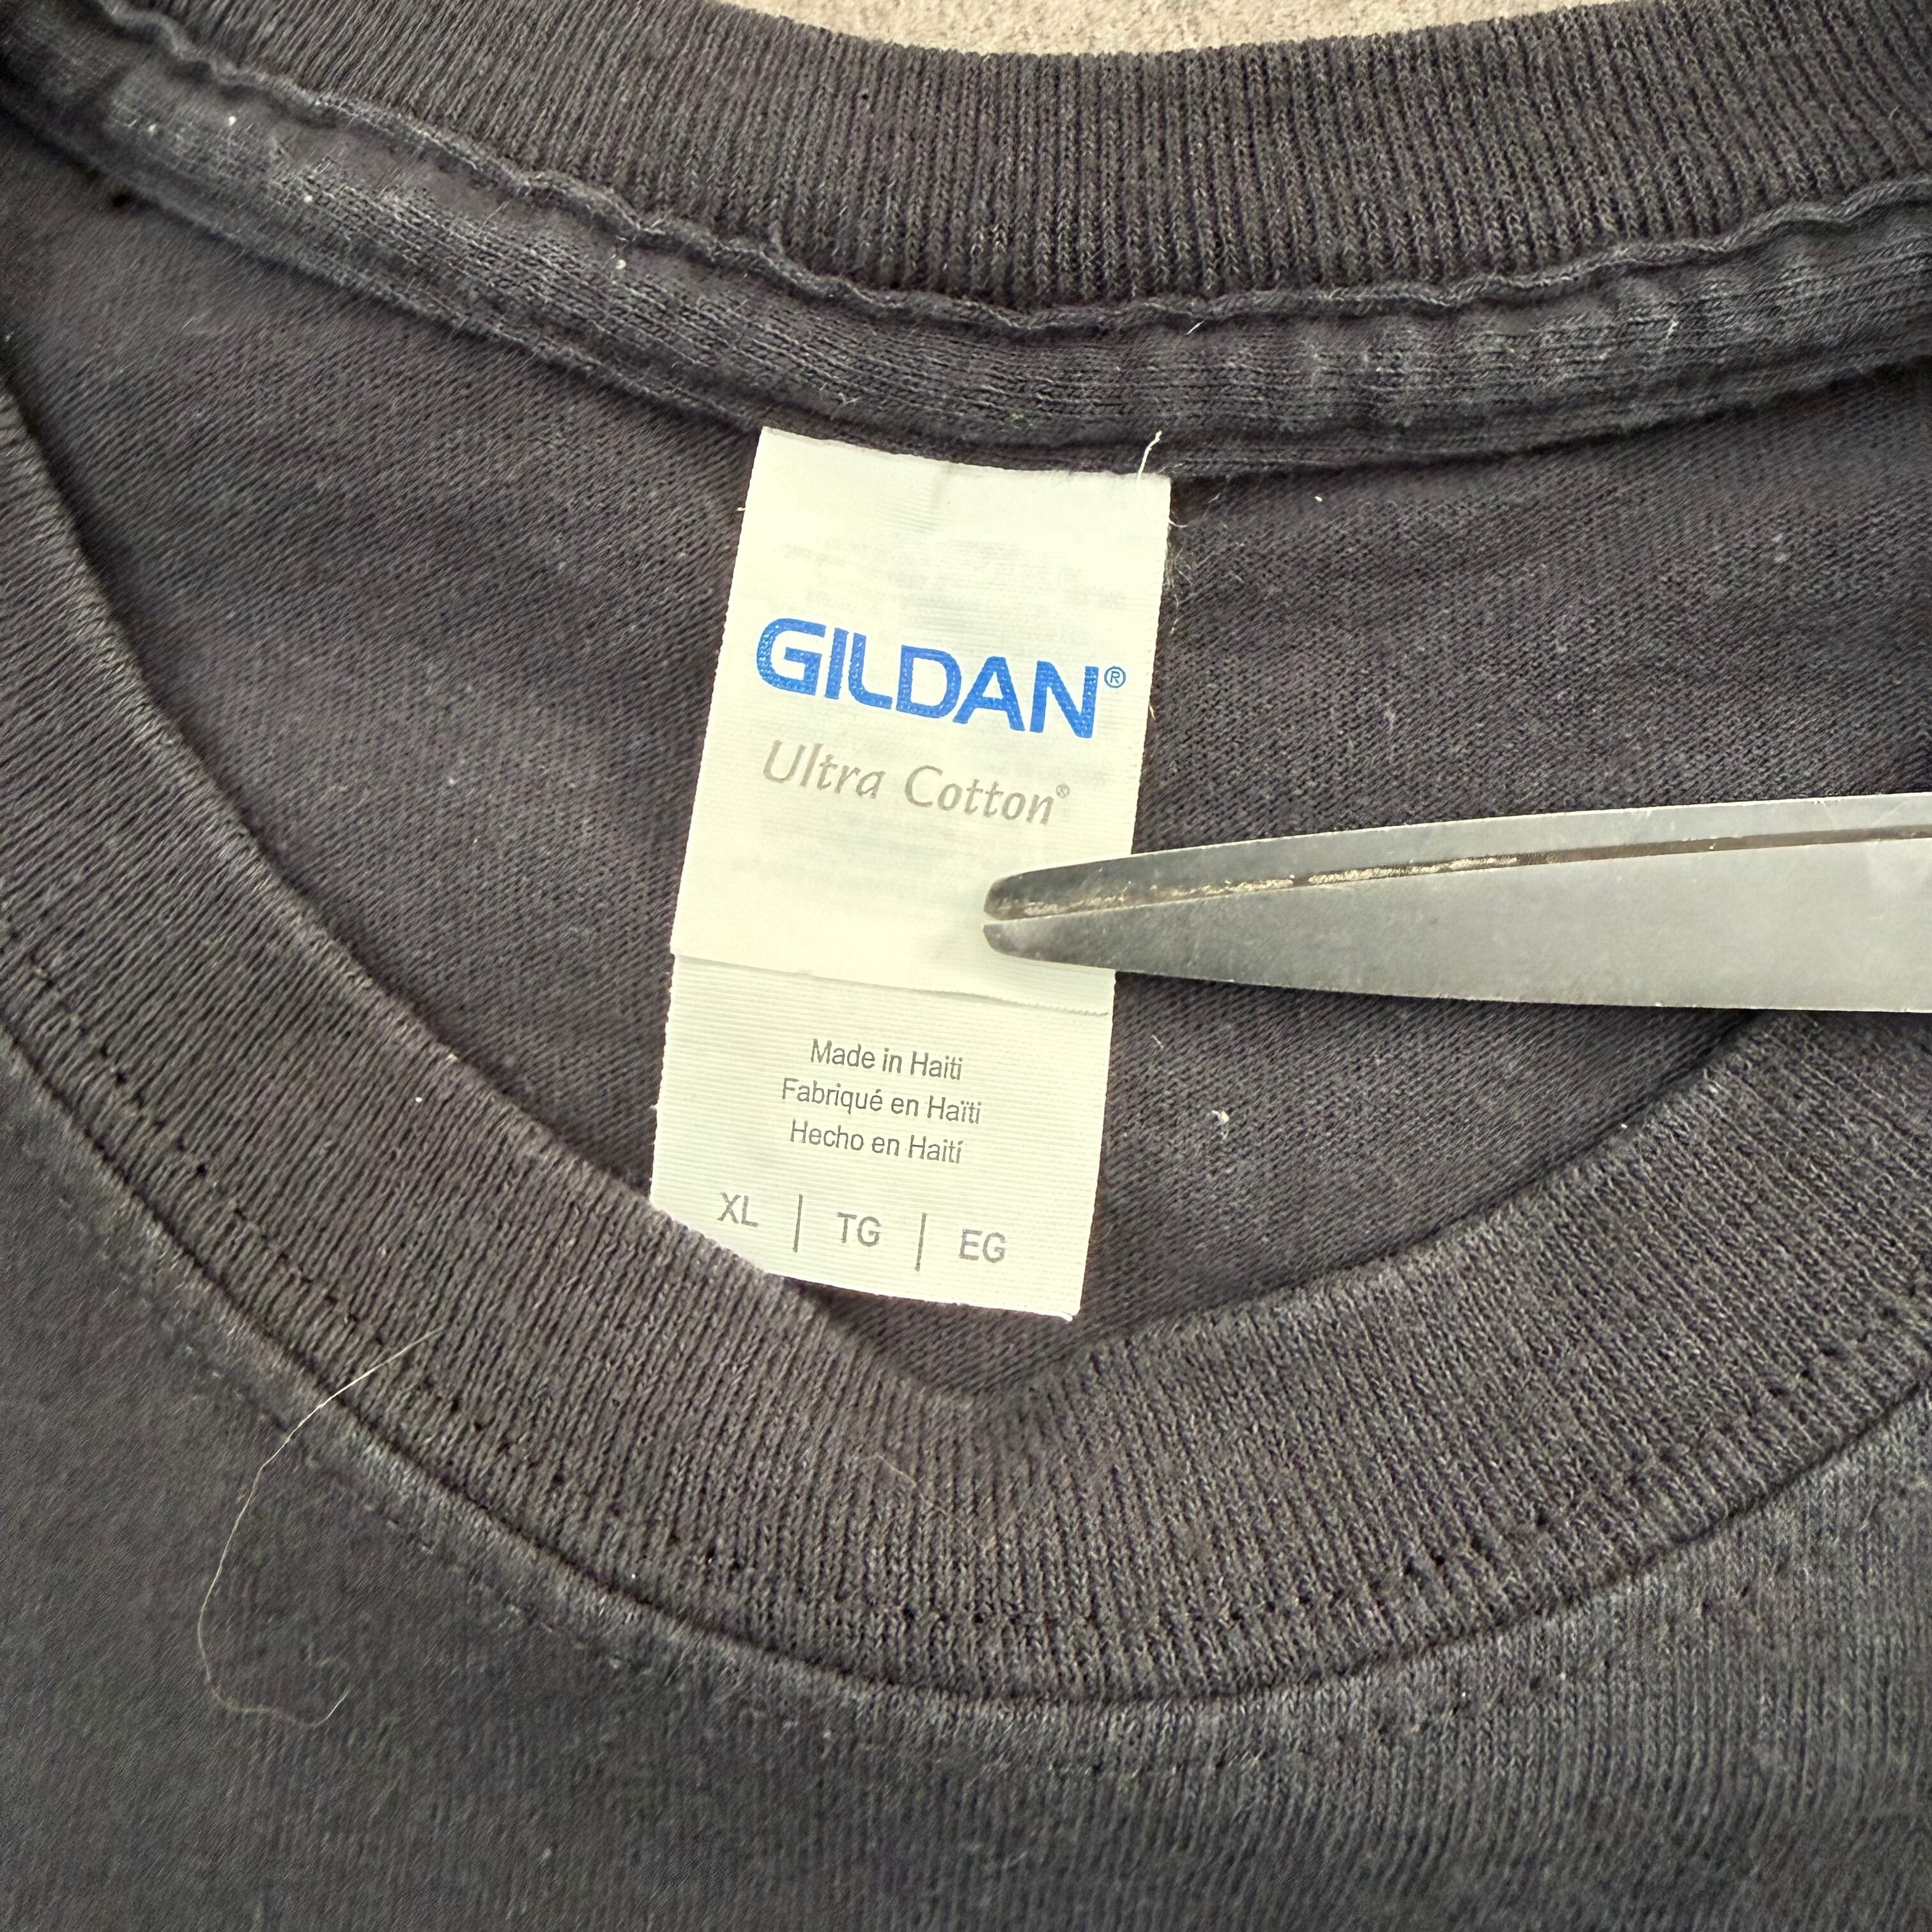 GILDAN®
Ultra Cotton®
Made in Haiti
Fabriqué en Haïti
Hecho en Haití
XL | TG | EG